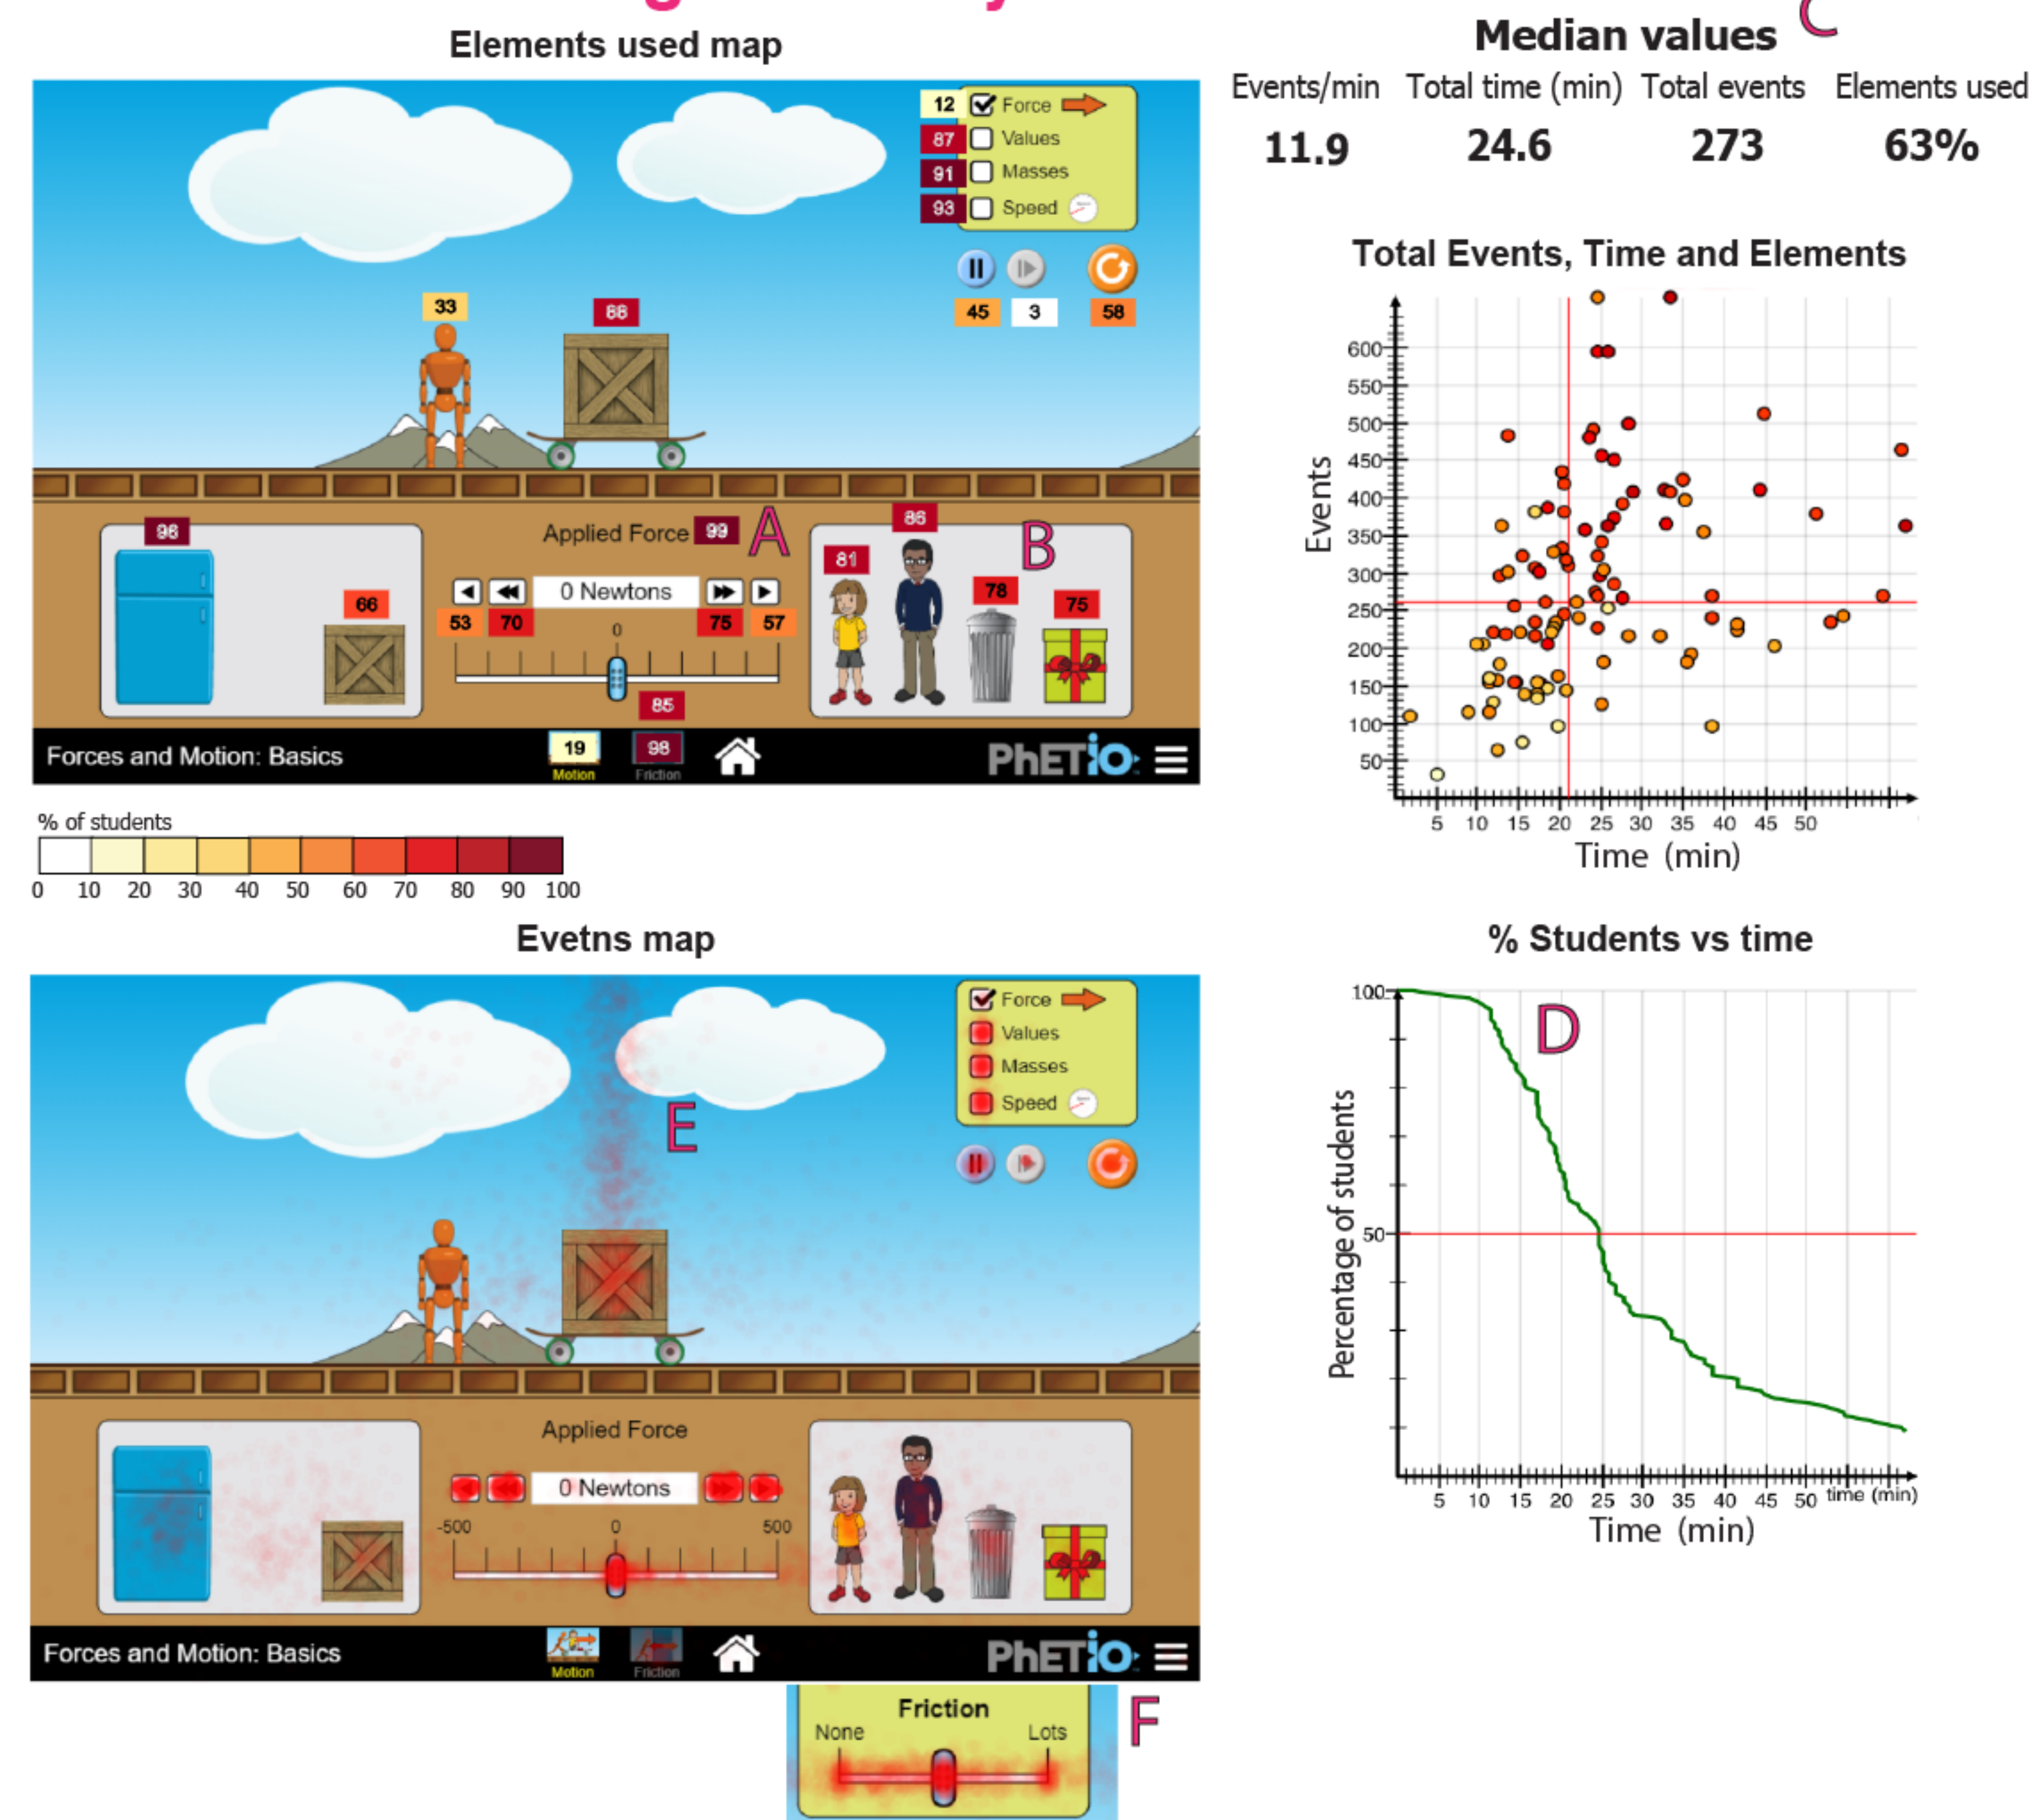 Elements used map
12 Force
87 Values
91 Masses
93 Speed
45 3 58
33
88
96
66
Applied Force 99
A
0 Newtons
53 70 75 57
0
85
81
86
78
75
B
Forces and Motion: Basics
19
Motion
98
Friction
PhETiO
% of students
0 10 20 30 40 50 60 70 80 90 100
Evetns map
Force
Values
Masses
Speed
E
Applied Force
0 Newtons
-500 0 500
Forces and Motion: Basics
Motion
Friction
PhETiO
Friction
None Lots
F
Median values
C
Events/min Total time (min) Total events Elements used
11.9 24.6 273 63%
Total Events, Time and Elements
Events
600
550
500
450
400
350
300
250
200
150
100
50
5 10 15 20 25 30 35 40 45 50
Time (min)
% Students vs time
D
Percentage of students
100
50
5 10 15 20 25 30 35 40 45 50 time (min)
Time (min)